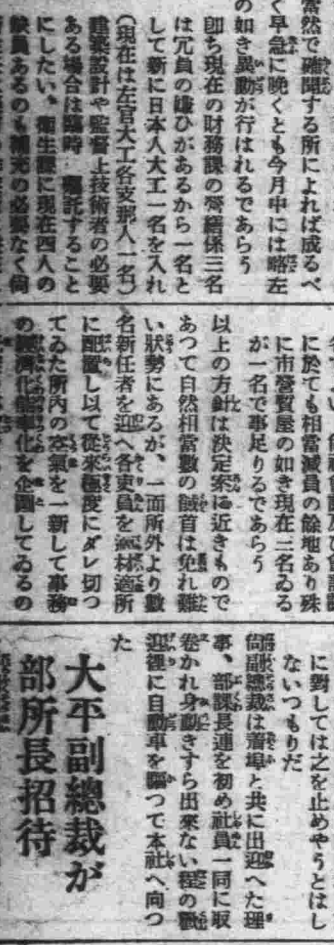 當然で確聞する所によれば成るべ
く早急に晩くとも今月中には略左
の如き異動が行はれるであらう
卽ち現在の財務課の營繕係三名
は冗員の嫌ひがあるから一名と
して新に日本人大工一名を入れ
(現在は左官大工各支那人一名)
建築設計や監督上技術者の必要
ある場合は臨時囑託すること
にしたい、衞生課に現在四人の
缺員あるのも補充の必要なく尙
に於ても相當減員の餘地あり殊
に市營質屋の如き現在三名ゐる
が一名で事足りるであらう
以上の方針は決定案に近きもので
あつて自然相當數の馘首は免れ難
い狀勢にあるが、一面所外より數
名新任者を迎へ各吏員を適材適所
に配置し以て從來極度にダレ切つ
てゐた所內の空氣を一新して事務
の經濟化能率化を企圖してゐるの
に對しては之を止めやうとはし
ないつもりだ
尙副總裁は着埠と共に出迎へた理
事、部課長連を初め社員一同に取
卷かれ身動きすら出來ない程の歡
迎裡に自動車を驅つて本社へ向つ
た
大平副總裁が
部所長招待